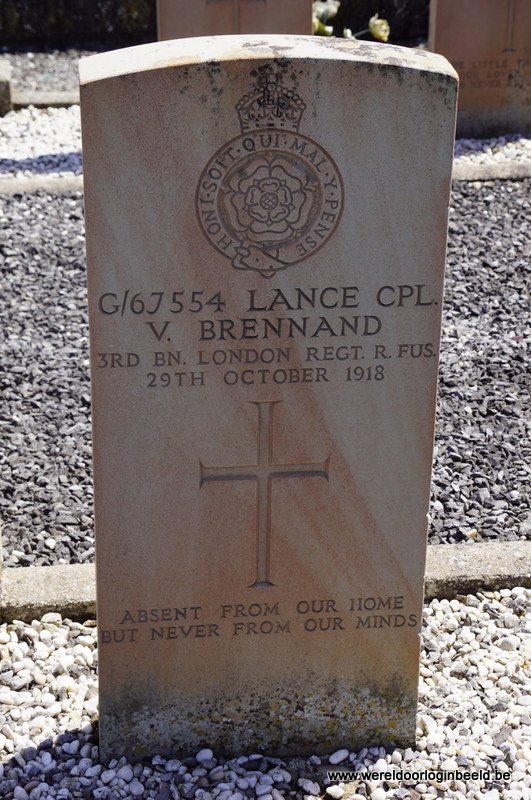 HONI·SOIT·QUI·MAL·Y·PENSE
G/67554 LANCE CPL.
V. BRENNAND
3RD BN. LONDON REGT. R. FUS.
29TH OCTOBER 1918
ABSENT FROM OUR HOME
BUT NEVER FROM OUR MINDS
www.wereldoorloginbeeld.be